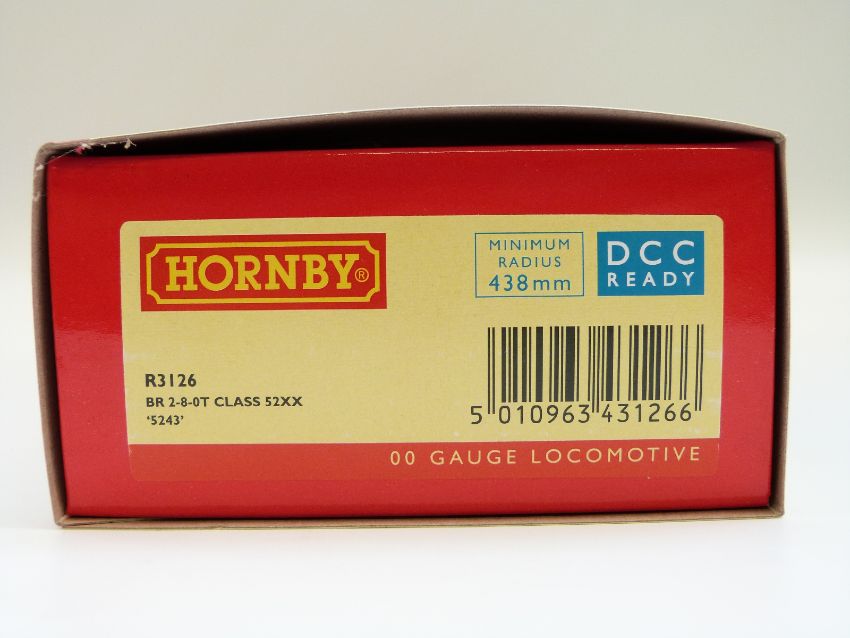 HORNBY®
MINIMUM
RADIUS
438mm
DCC
READY
R3126
BR 2-8-0T CLASS 52XX
‘5243’
5 010963 431266
00 GAUGE LOCOMOTIVE